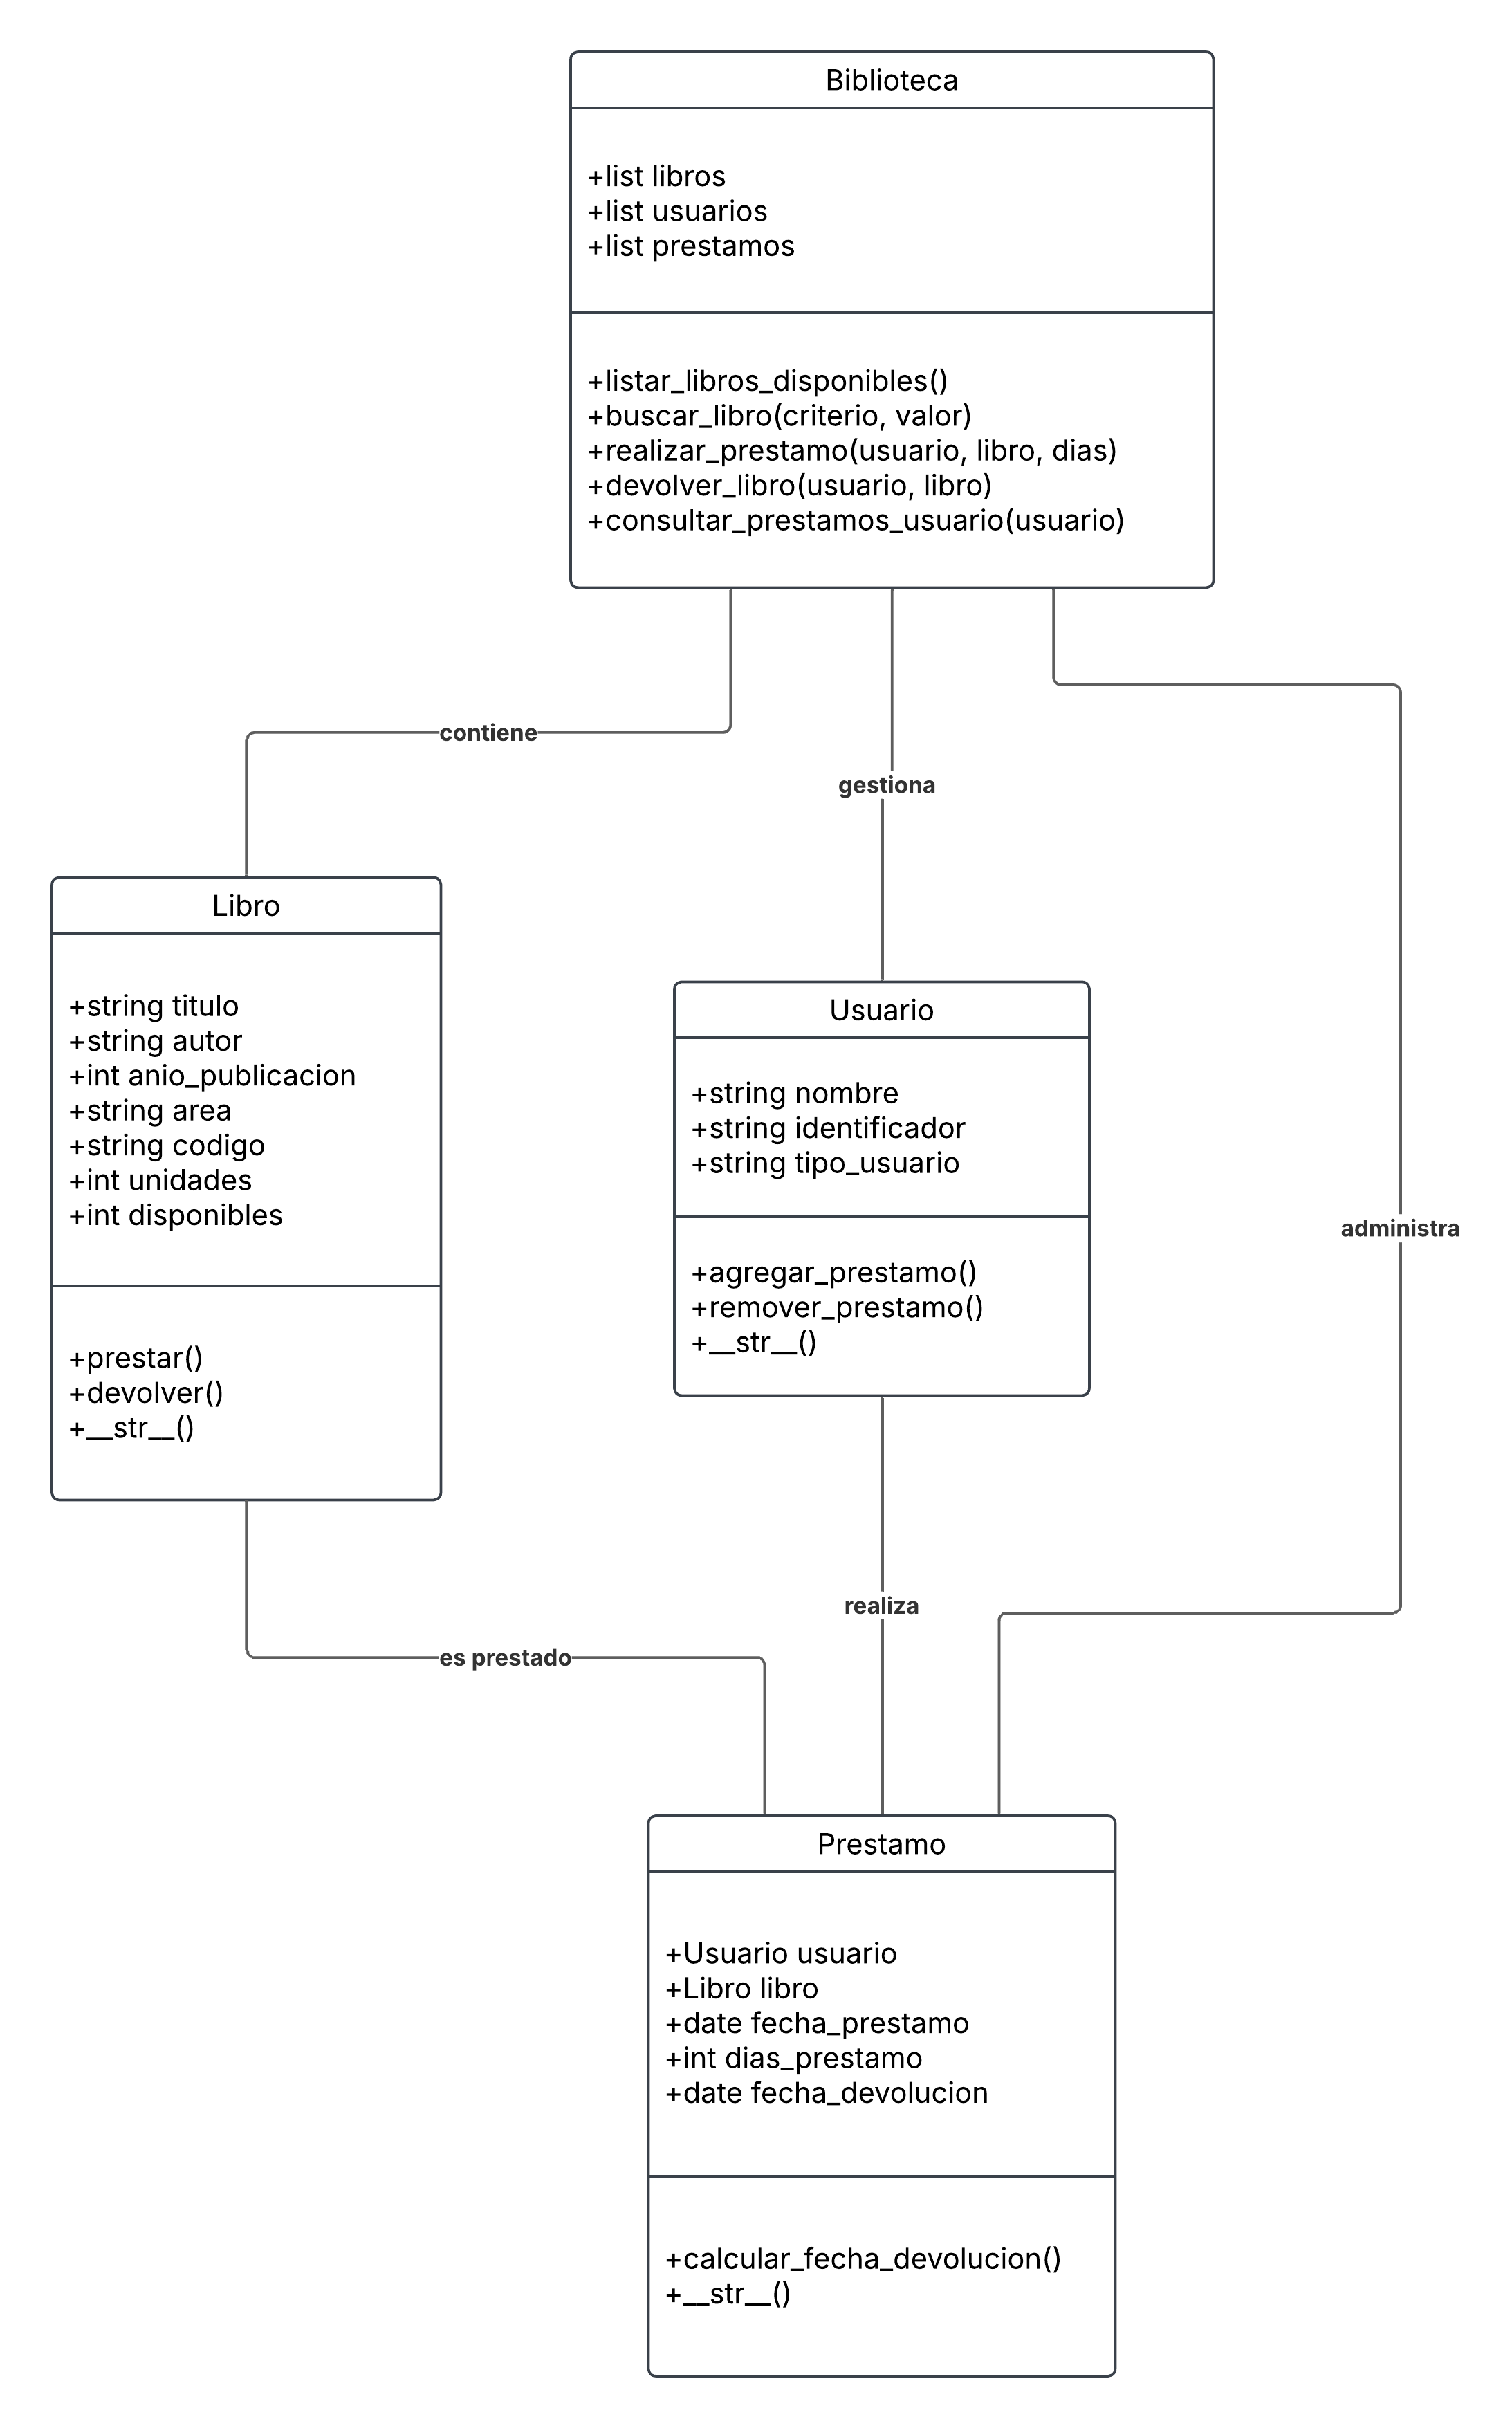 Biblioteca
+list libros
+list usuarios
+list prestamos
+listar_libros_disponibles()
+buscar_libro(criterio, valor)
+realizar_prestamo(usuario, libro, dias)
+devolver_libro(usuario, libro)
+consultar_prestamos_usuario(usuario)
contiene
gestiona
Libro
+string titulo
+string autor
+int anio_publicacion
+string area
+string codigo
+int unidades
+int disponibles
+prestar()
+devolver()
+__str__()
Usuario
+string nombre
+string identificador
+string tipo_usuario
+agregar_prestamo()
+remover_prestamo()
+__str__()
administra
realiza
es prestado
Prestamo
+Usuario usuario
+Libro libro
+date fecha_prestamo
+int dias_prestamo
+date fecha_devolucion
+calcular_fecha_devolucion()
+__str__()